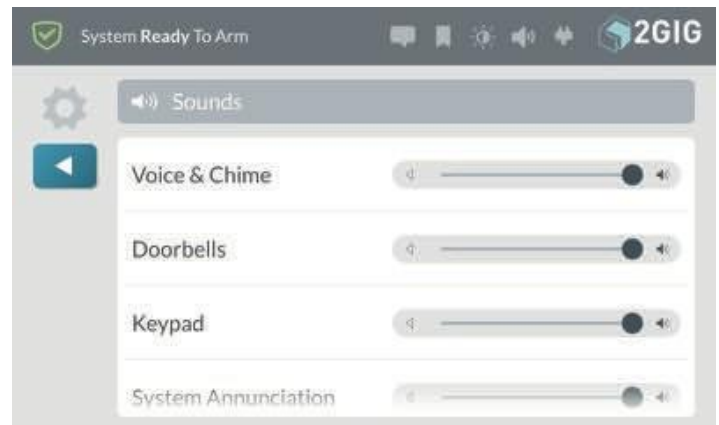 System Ready To Arm
2GIG
Sounds
Voice & Chime
Doorbells
Keypad
System Annunciation